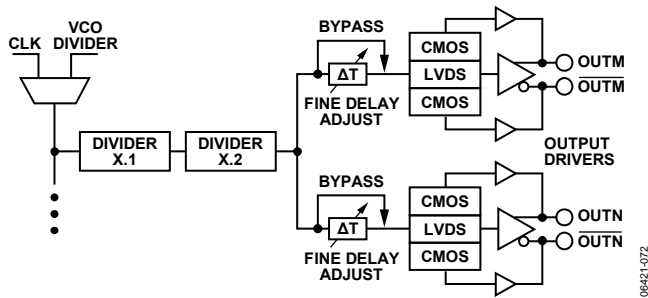 VCO
CLK DIVIDER
DIVIDER
X.1
DIVIDER
X.2
BYPASS
ΔT
FINE DELAY
ADJUST
CMOS
LVDS
CMOS
OUTM
OUTM
OUTPUT
DRIVERS
BYPASS
ΔT
FINE DELAY
ADJUST
CMOS
LVDS
CMOS
OUTN
OUTN
06421-072